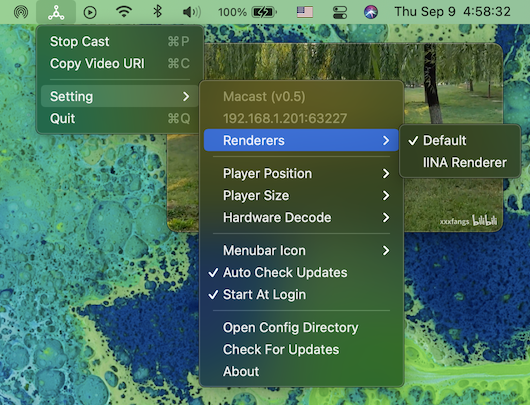 100%
Thu Sep 9 4:58:32
Stop Cast ⌘P
Copy Video URI ⌘C
Setting
Quit ⌘Q
Macast (v0.5)
192.168.1.201:63227
Renderers
Default
IINA Renderer
Player Position
Player Size
Hardware Decode
xxxfangs bilibili
Menubar Icon
Auto Check Updates
Start At Login
Open Config Directory
Check For Updates
About